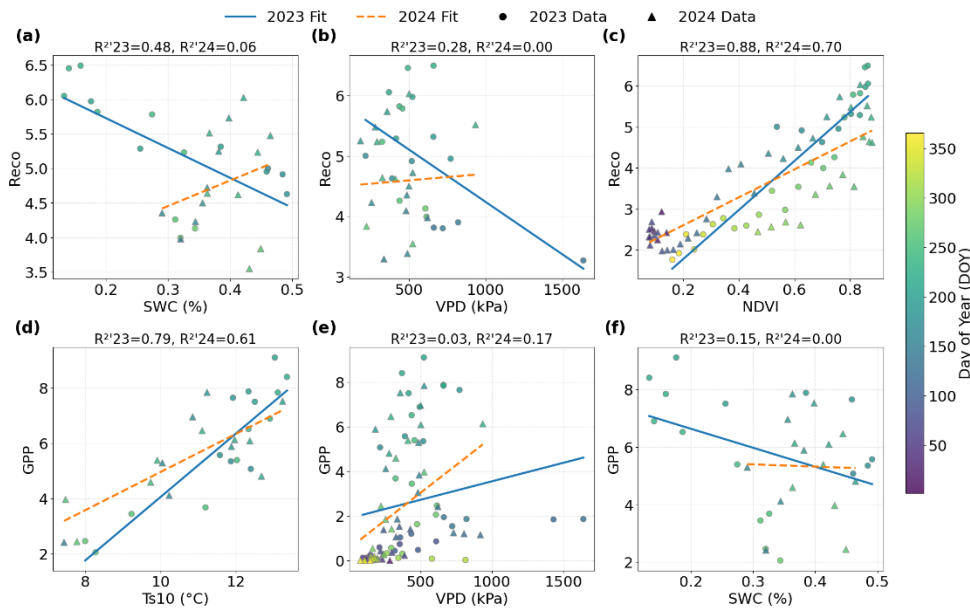 2023 Fit 2024 Fit 2023 Data 2024 Data
(a) (b) (c)
R²'23=0.48, R²'24=0.06 R²'23=0.28, R²'24=0.00 R²'23=0.88, R²'24=0.70
Reco
6.5
6.0
5.5
5.0
4.5
4.0
3.5
0.2 0.3 0.4 0.5
SWC (%)
Reco
6
5
4
3
500 1000 1500
VPD (kPa)
Reco
6
5
4
3
2
0.2 0.4 0.6 0.8
NDVI
(d) (e) (f)
R²'23=0.79, R²'24=0.61 R²'23=0.03, R²'24=0.17 R²'23=0.15, R²'24=0.00
GPP
8
6
4
2
8 10 12
Ts10 (°C)
GPP
9
8
7
6
5
4
3
2
1
0
500 1000 1500
VPD (kPa)
GPP
8
6
4
2
0.2 0.3 0.4 0.5
SWC (%)
Day of Year (DOY)
350
300
250
200
150
100
50